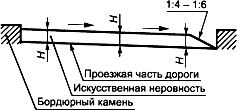 1:4 – 1:6
H
H
H
Проезжая часть дороги
Искусственная неровность
Бордюрный камень